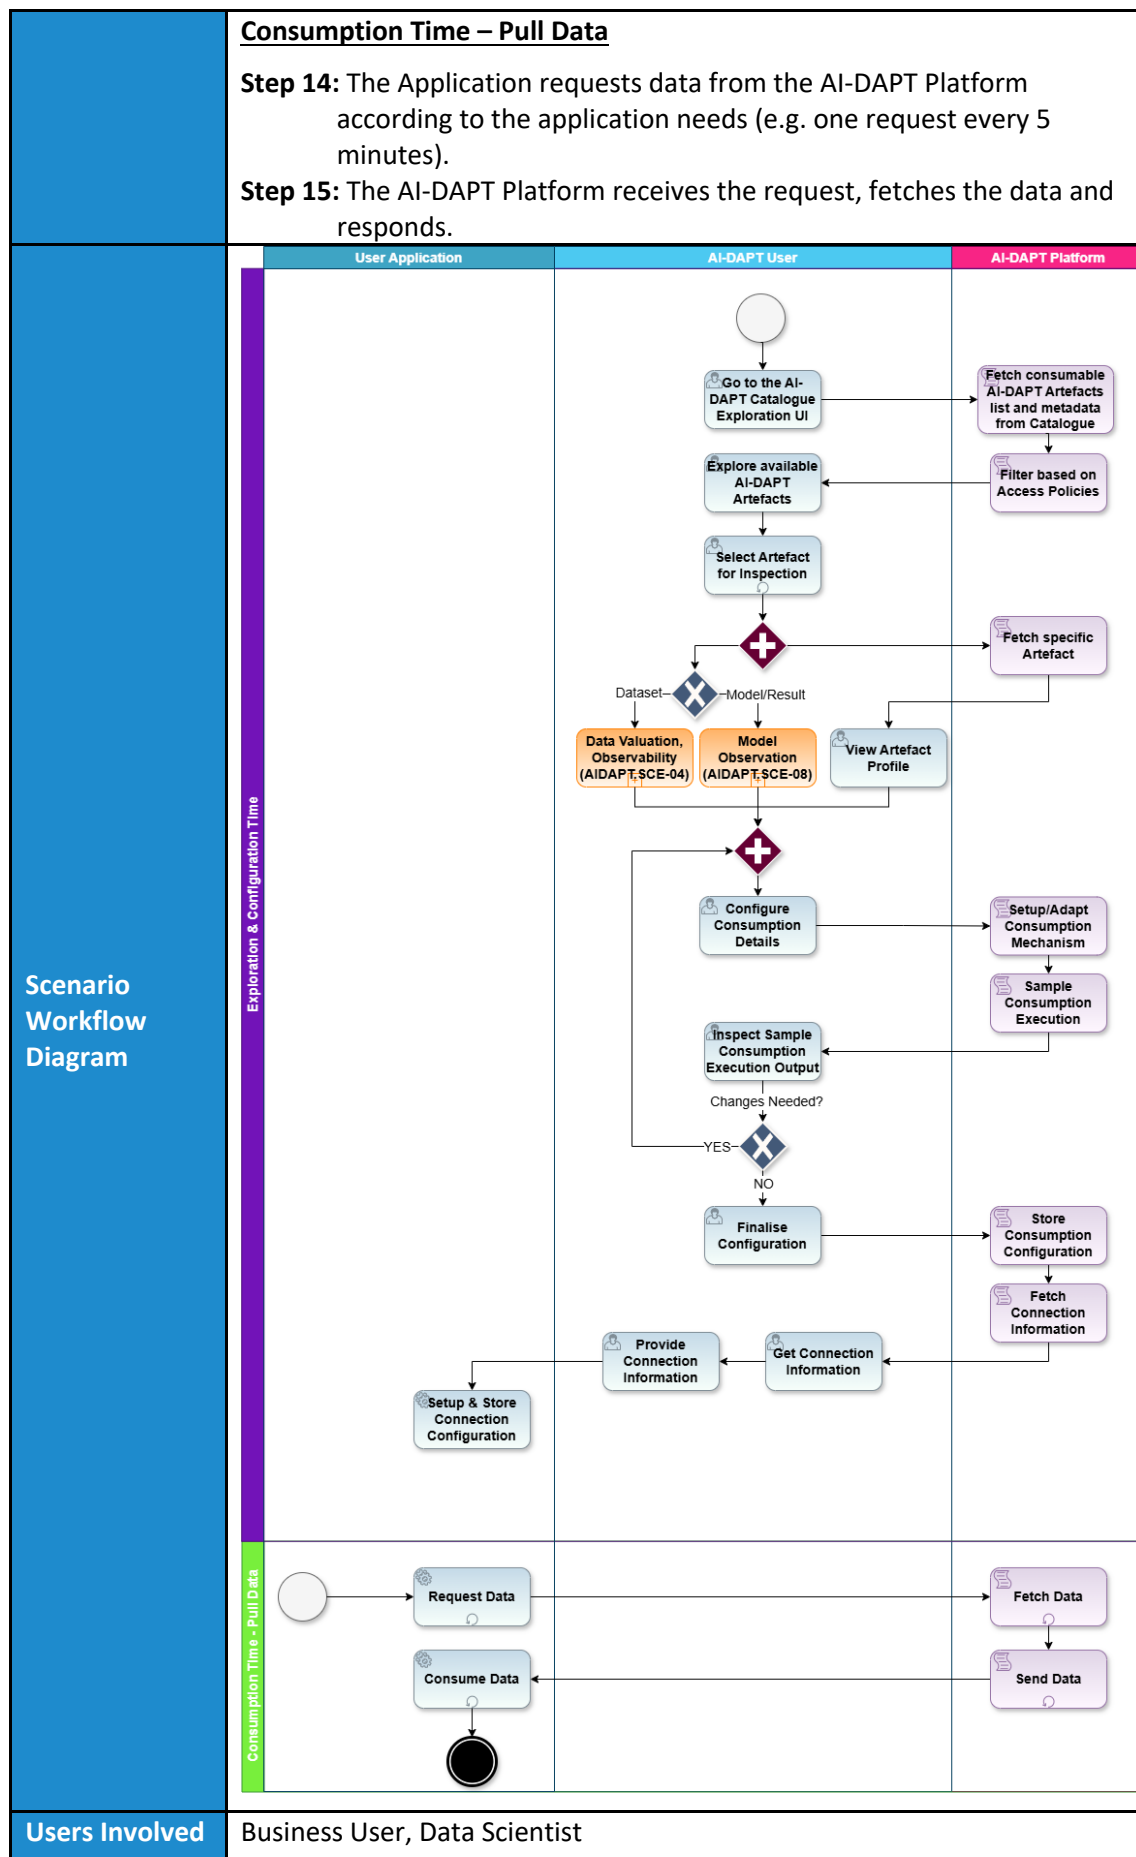 Consumption Time – Pull Data
Step 14: The Application requests data from the AI-DAPT Platform
according to the application needs (e.g. one request every 5
minutes).
Step 15: The AI-DAPT Platform receives the request, fetches the data and
responds.
Scenario
Workflow
Diagram
User Application
AI-DAPT User
AI-DAPT Platform
Exploration & Configuration Time
Go to the AI-
DAPT Catalogue
Exploration UI
Fetch consumable
AI-DAPT Artefacts
list and metadata
from Catalogue
Explore available
AI-DAPT
Artefacts
Filter based on
Access Policies
Select Artefact
for Inspection
Fetch specific
Artefact
Dataset
Model/Result
Data Valuation,
Observability
(AIDAPT.SCE-04)
Model
Observation
(AIDAPT.SCE-08)
View Artefact
Profile
Configure
Consumption
Details
Setup/Adapt
Consumption
Mechanism
Sample
Consumption
Execution
Inspect Sample
Consumption
Execution Output
Changes Needed?
YES
NO
Finalise
Configuration
Store
Consumption
Configuration
Fetch
Connection
Information
Get Connection
Information
Provide
Connection
Information
Setup & Store
Connection
Configuration
Consumption Time - Pull Data
Request Data
Fetch Data
Consume Data
Send Data
Users Involved
Business User, Data Scientist